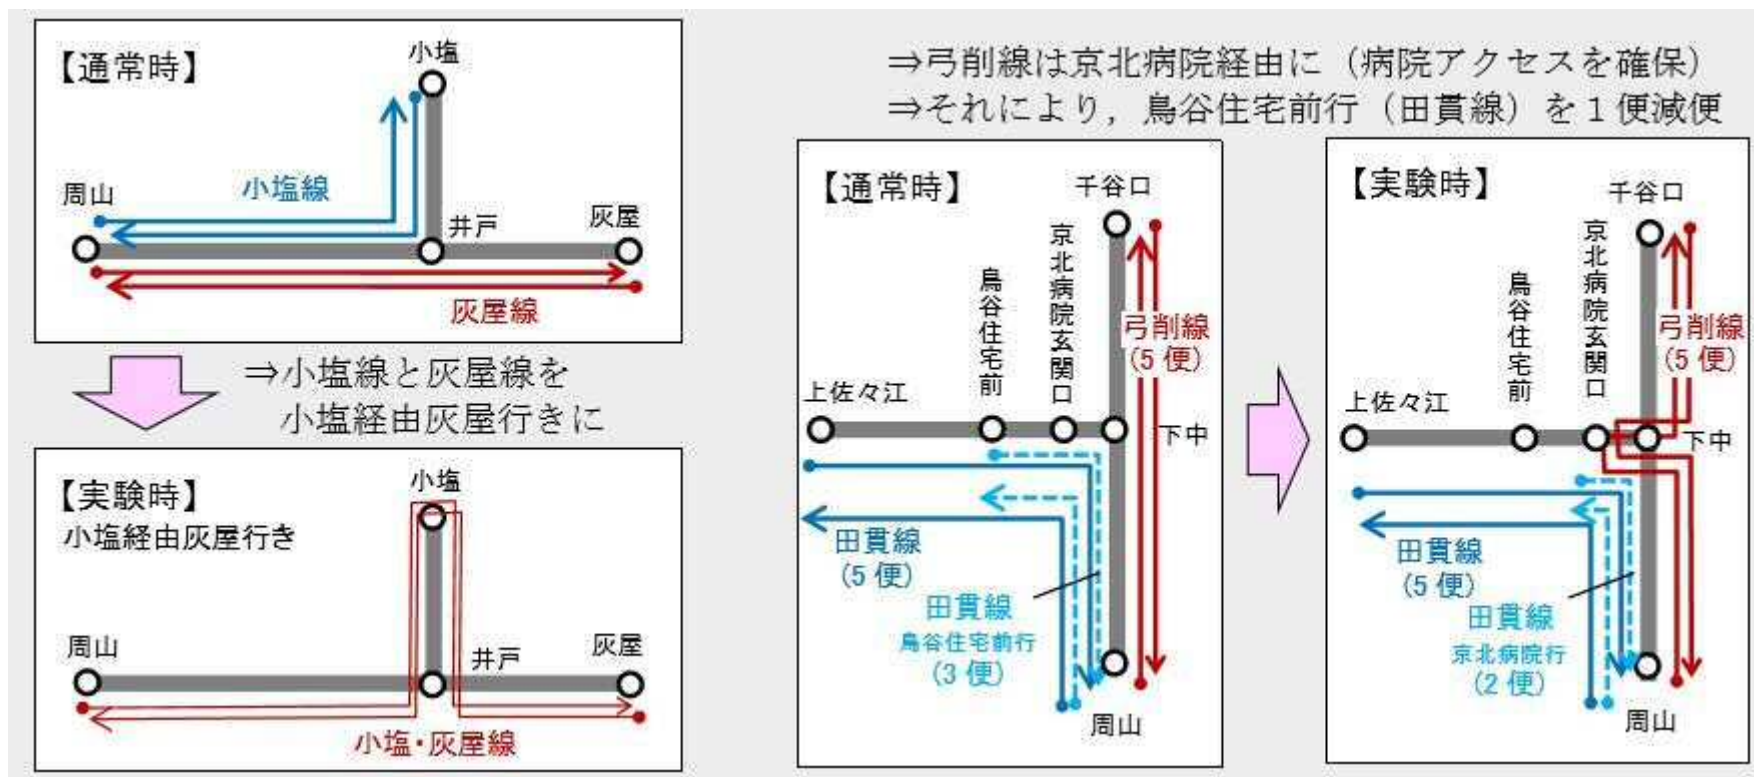 【通常時】
小塩
周山
小塩線
井戸
灰屋
灰屋線
⇒小塩線と灰屋線を
小塩経由灰屋行きに
【実験時】
小塩経由灰屋行き
小塩
周山
井戸
灰屋
小塩・灰屋線
⇒弓削線は京北病院経由に（病院アクセスを確保）
⇒それにより，鳥谷住宅前行（田貫線）を１便減便
【通常時】
千谷口
京北病院玄関口
鳥谷住宅前
弓削線
(5 便)
上佐々江
下中
田貫線
(5 便)
田貫線
鳥谷住宅前行
(3 便)
周山
【実験時】
千谷口
京北病院玄関口
鳥谷住宅前
弓削線
(5 便)
上佐々江
下中
田貫線
(5 便)
田貫線
京北病院行
(2 便)
周山